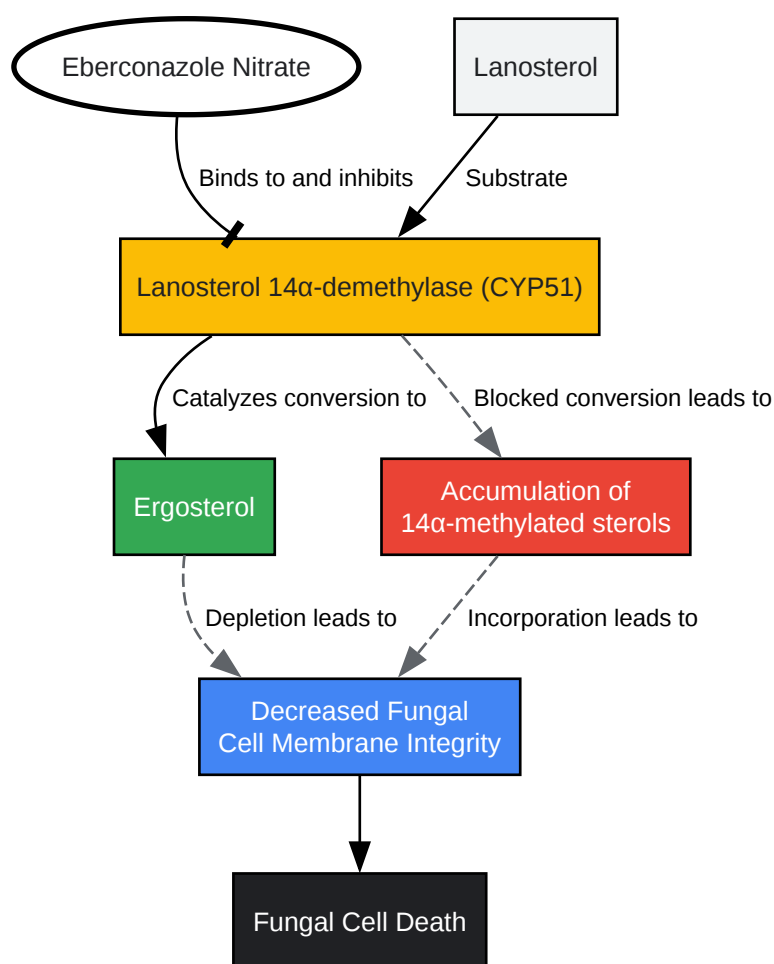 Eberconazole Nitrate
Lanosterol
Binds to and inhibits
Substrate
Lanosterol 14α-demethylase (CYP51)
Catalyzes conversion to
Blocked conversion leads to
Ergosterol
Accumulation of
14α-methylated sterols
Depletion leads to
Incorporation leads to
Decreased Fungal
Cell Membrane Integrity
Fungal Cell Death